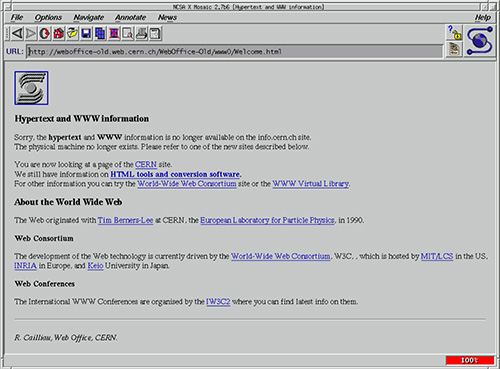 NCSA X Mosaic 2.7b6 [Hypertext and WWW information]
File Options Navigate Annotate News Help
URL: http://weboffice-old.web.cern.ch/WebOffice-Old/www0/Welcome.html
Hypertext and WWW information
Sorry, the hypertext and WWW information is no longer available on the info.cern.ch site.
The physical machine no longer exists. Please refer to one of the new sites described below.
You are now looking at a page of the CERN site.
We still have information on HTML tools and conversion software.
For other information you can try the World-Wide Web Consortium site or the WWW Virtual Library.
About the World Wide Web
The Web originated with Tim Berners-Lee at CERN, the European Laboratory for Particle Physics, in 1990.
Web Consortium
The development of the Web technology is currently driven by the World-Wide Web Consortium, W3C, , which is hosted by MIT/LCS in the US,
INRIA in Europe, and Keio University in Japan.
Web Conferences
The International WWW Conferences are organised by the IW3C2 where you can find latest info on them.
R. Cailliau, Web Office, CERN.
100%